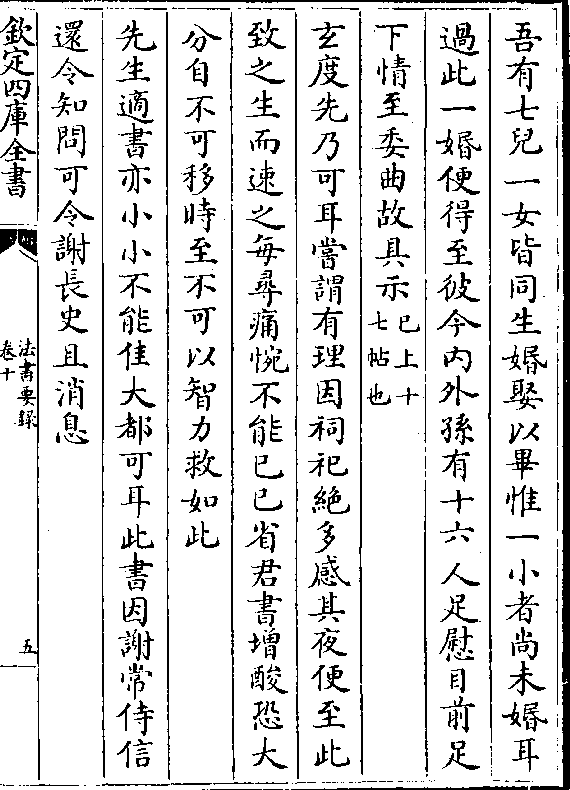 吾有七兒一女皆同生婚娶以畢惟一小者尚未婚耳
過此一婚便得至彼今内外孫有十六人足慰目前足
下情至委曲故具示
已上十
七帖也
玄度先乃可耳嘗謂有理因祠祀絶多感其夜便至此
致之生而速之每尋痛惋不能已已省君書增酸恐大
分自不可移時至不可以智力救如此
先生適書亦小小不能佳大都可耳此書因謝常侍信
還令知問可令謝長史且消息
欽定四庫全書
法書要録
卷十
五